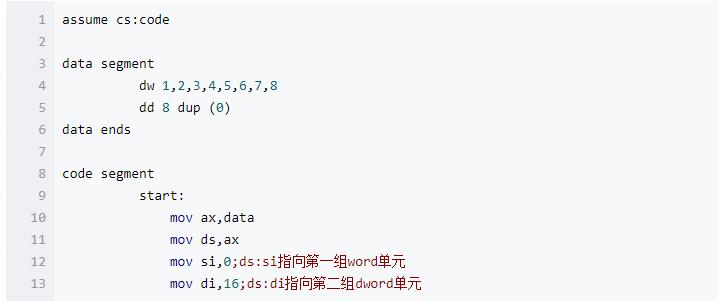 1 assume cs:code
2
3 data segment
4 dw 1,2,3,4,5,6,7,8
5 dd 8 dup (0)
6 data ends
7
8 code segment
9 start:
10 mov ax,data
11 mov ds,ax
12 mov si,0;ds:si指向第一组word单元
13 mov di,16;ds:di指向第二组dword单元